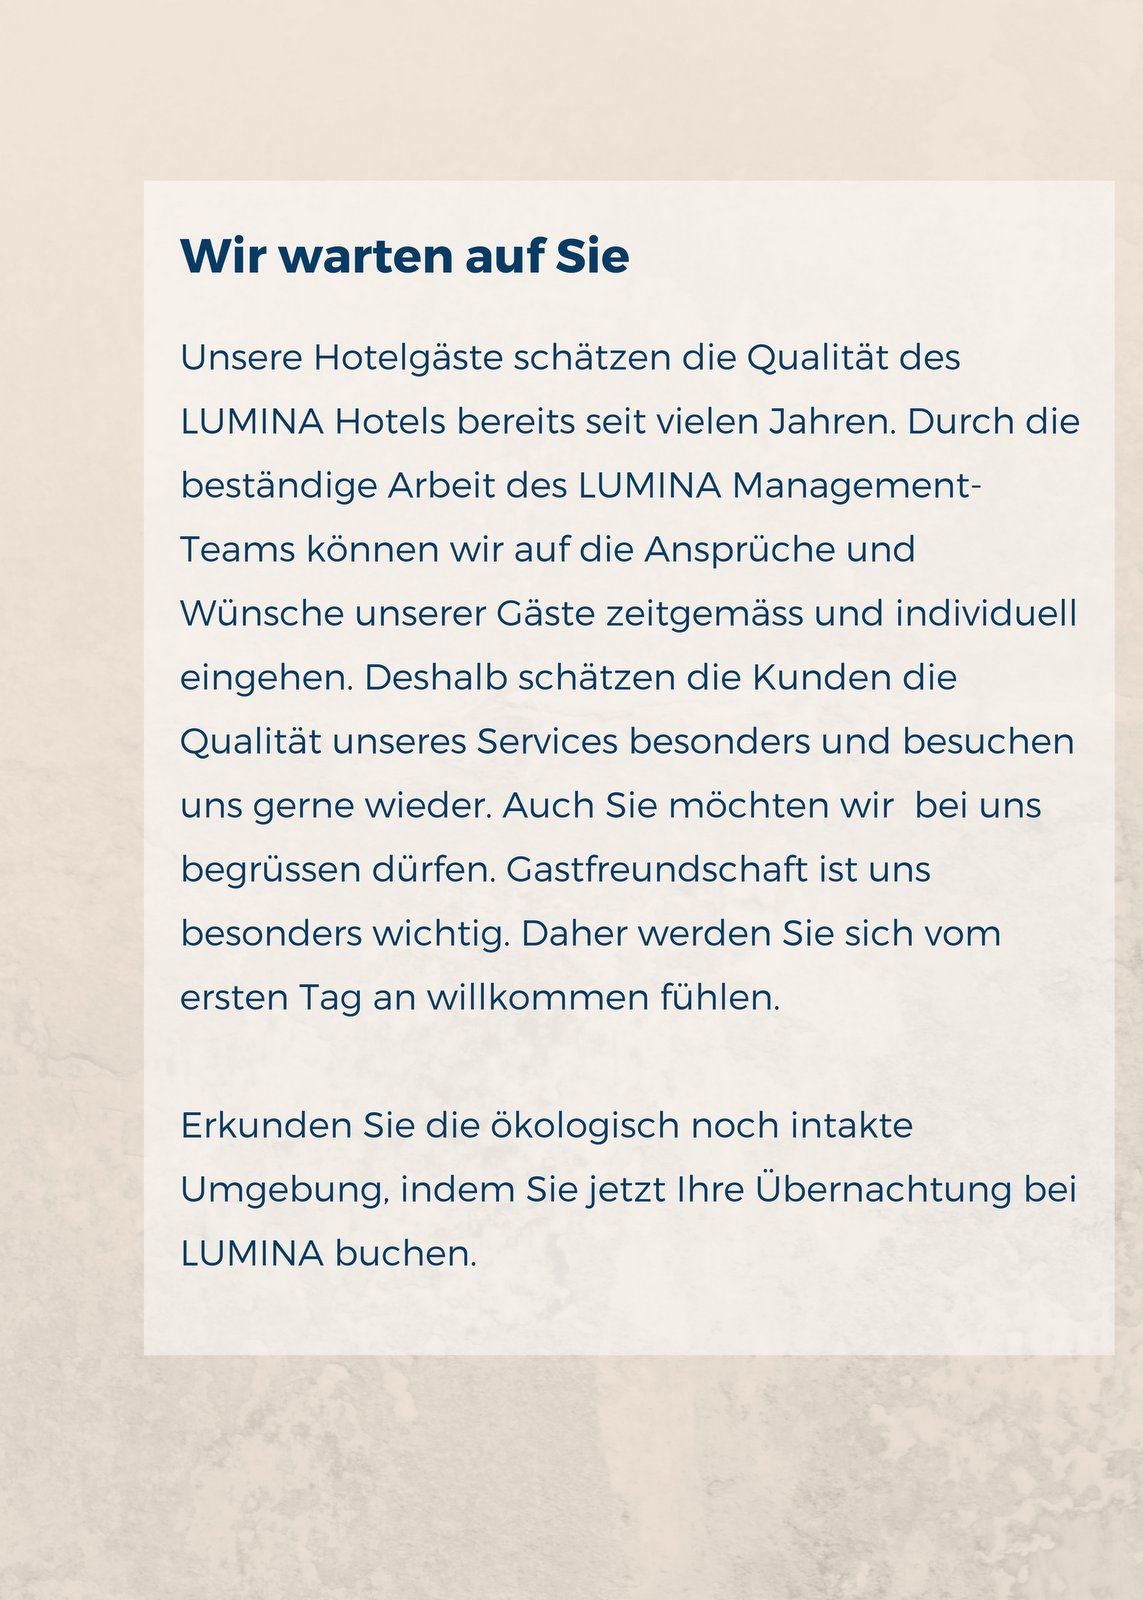 Wir warten auf Sie
Unsere Hotelgäste schätzen die Qualität des
LUMINA Hotels bereits seit vielen Jahren. Durch die
beständige Arbeit des LUMINA Management-
Teams können wir auf die Ansprüche und
Wünsche unserer Gäste zeitgemäss und individuell
eingehen. Deshalb schätzen die Kunden die
Qualität unseres Services besonders und besuchen
uns gerne wieder. Auch Sie möchten wir  bei uns
begrüssen dürfen. Gastfreundschaft ist uns
besonders wichtig. Daher werden Sie sich vom
ersten Tag an willkommen fühlen.
Erkunden Sie die ökologisch noch intakte
Umgebung, indem Sie jetzt Ihre Übernachtung bei
LUMINA buchen.